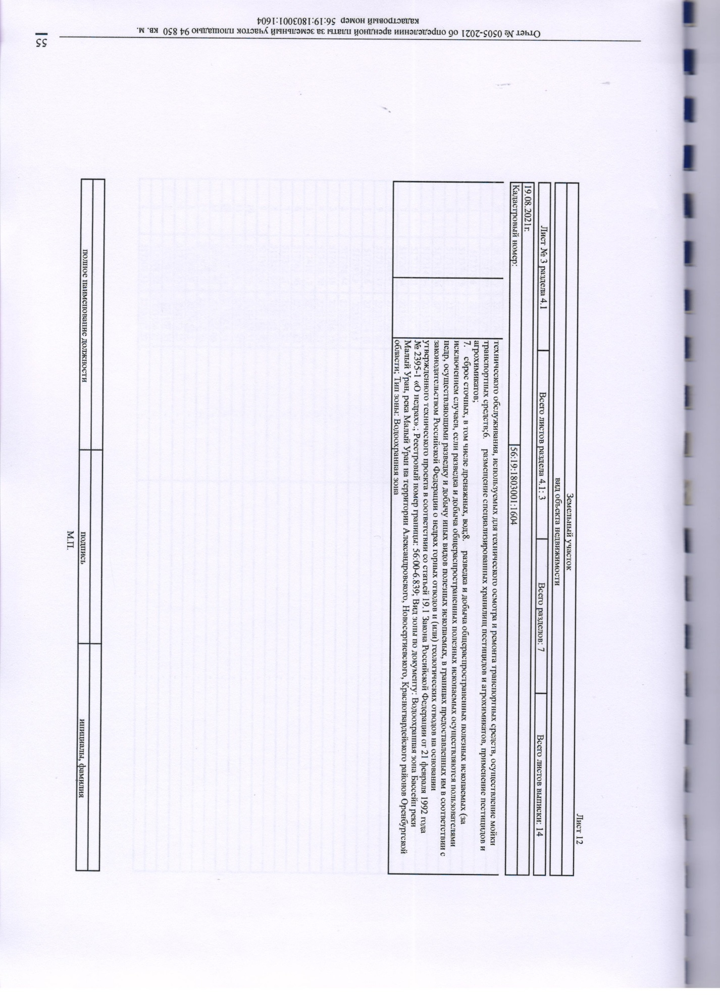 Лист 12
Земельный участок
вид объекта недвижимости
Лист № 3 раздела 4.1
Всего листов раздела 4.1: 3
Всего разделов: 7
Всего листов выписки: 14
19.08.2021г.
Кадастровый номер:
56:19:1803001:1604
технического обслуживания, используемых для технического осмотра и ремонта транспортных средств, осуществление мойки
транспортных средств;6. размещение специализированных хранилищ пестицидов и агрохимикатов, применение пестицидов и
агрохимикатов;
7. сброс сточных, в том числе дренажных, вод;8. разведка и добыча общераспространенных полезных ископаемых (за
исключением случаев, если разведка и добыча общераспространенных полезных ископаемых осуществляются пользователями
недр, осуществляющими разведку и добычу иных видов полезных ископаемых, в границах предоставленных им в соответствии с
законодательством Российской Федерации о недрах горных отводов и (или) геологических отводов на основании
утвержденного технического проекта в соответствии со статьей 19.1 Закона Российской Федерации от 21 февраля 1992 года
№ 2395-1 «О недрах».; Реестровый номер границы: 56:00-6.839; Вид зоны по документу: Водоохранная зона Бассейн реки
Малый Уран, река Малый Уран на территории Александровского, Новосергиевского, Красногвардейского районов Оренбургской
области; Тип зоны: Водоохранная зона
полное наименование должности
подпись
инициалы, фамилия
М.П.
55
Отчет № 0505-2021 об определении арендной платы за земельный участок площадью 94 850 кв. м.
кадастровый номер 56:19:1803001:1604